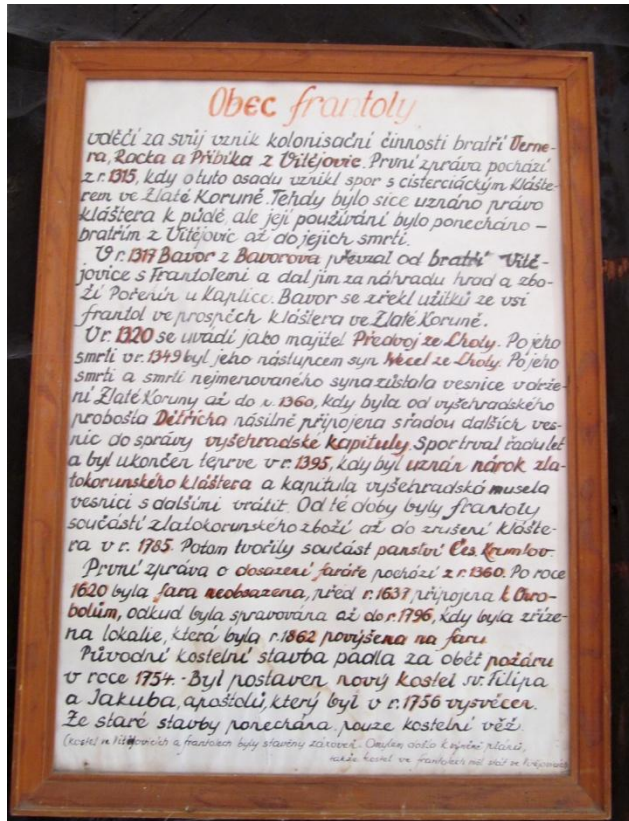 Obec Frantoly
vděčí za svůj vznik kolonisační činnosti bratří Verne-
ra, Racka a Přibíka z Vitějovic. První zpráva pochází
z r. 1315, kdy o tuto osadu vznikl spor s cisterciáckým klášte-
rem ve Zlaté Koruně. Tehdy bylo sice uznáno právo
kláštera k půdě, ale její používání bylo ponecháno -
bratřím z Vitějovic až do jejich smrti.
V r. 1317 Bavor z Bavorova převzal od bratří Vitě-
jovice s Frantolemi a dal jim za náhradu hrad a zbo-
ží Pořešín u Kaplice. Bavor se zřekl užitků ze vsi
Frantol ve prospěch kláštera ve Zlaté Koruně.
V r. 1320 se uvádí jako majitel Předvoj ze Lhoty. Po jeho
smrti v r. 1349 byl jeho nástupcem syn Wecel ze Lhoty. Po jeho
smrti a smrti nejmenovaného syna zůstala vesnice v drže-
ní Zlaté Koruny až do r. 1360, kdy byla od vyšehradského
probošta Dětřicha násilně připojena s řadou dalších ves-
nic do správy vyšehradské kapituly. Spor trval řadu let
a byl ukončen teprve v r. 1395, kdy byl uznán nárok zla-
tokorunského kláštera a kapitula vyšehradská musela
vesnici s dalšími vrátit. Od té doby byly Frantoly
součástí zlatokorunského zboží až do zrušení klášte-
ra v r. 1785. Potom tvořily součást panství Čes. Krumlov.
První zpráva o dosazení faráře pochází z r. 1360. Po roce
1620 byla fara neobsazena, před r. 1637 připojena k Chro-
bolům, odkud byla spravována až do r. 1796, kdy byla zříze-
na lokalie, která byla r. 1862 povýšena na faru.
Původní kostelní stavba padla za oběť požáru
v roce 1754. - Byl postaven nový kostel sv. Filipa
a Jakuba, apoštolů, který byl v r. 1756 vysvěcen.
Ze staré stavby ponechána pouze kostelní věž.
(kostel ve Vitějovicích a Frantolech byly stavěny zároveň. Omylem došlo k výměně plánů,
takže kostel ve Frantolech měl stát ve Vitějovicích